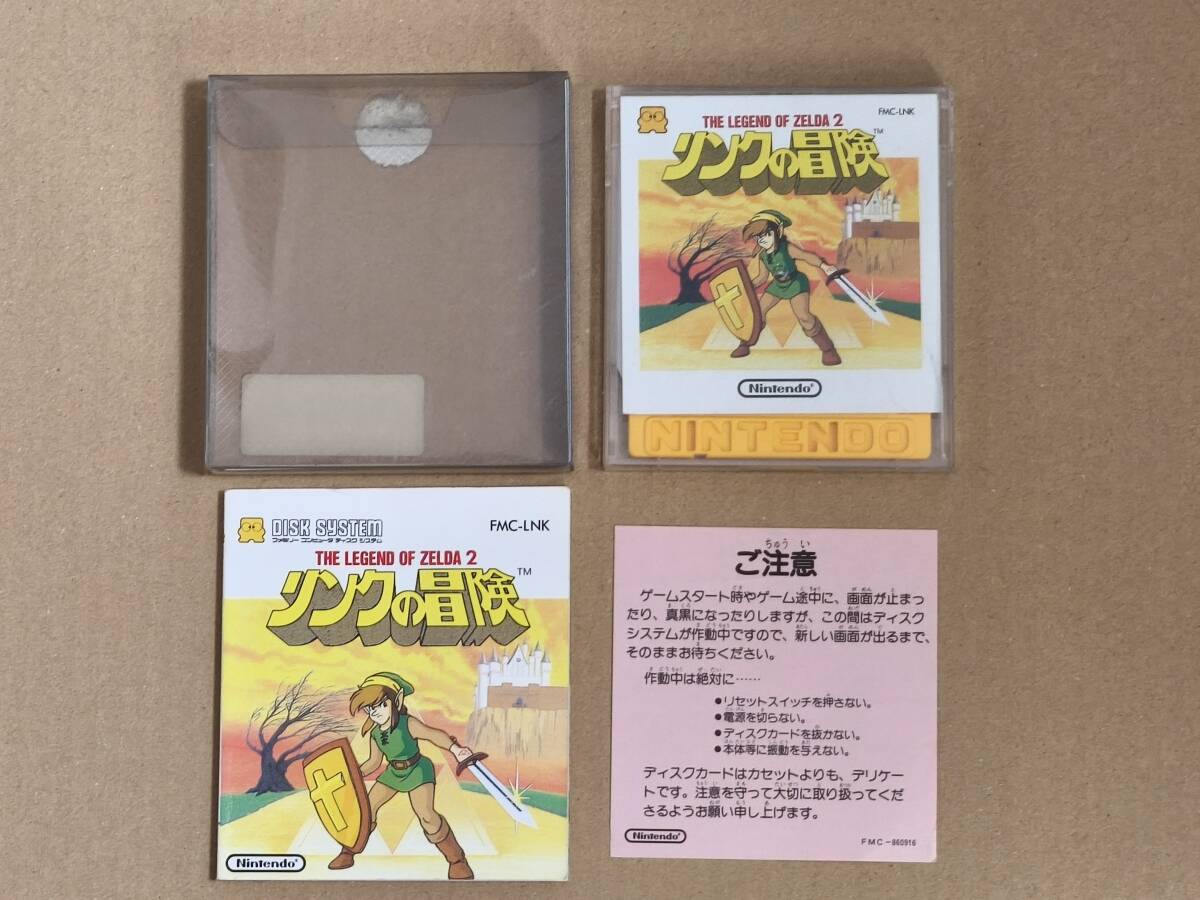 THE LEGEND OF ZELDA 2
FMC-LNK
リンクの冒険
TM
Nintendo®
NINTENDO
DISK SYSTEM
ファミリー コンピュータ ディスク システム
FMC-LNK
THE LEGEND OF ZELDA 2
リンクの冒険
TM
Nintendo®
ちゅう い
ご注意
ゲームスタート時やゲーム途中に、画面が止まっ
たり、真黒になったりしますが、この間はディスク
システムが作動中ですので、新しい画面が出るまで、
そのままお待ちください。
作動中は絶対に……
●リセットスイッチを押さない。
●電源を切らない。
●ディスクカードを抜かない。
●本体等に振動を与えない。
ディスクカードはカセットよりも、デリケー
トです。注意を守って大切に取り扱ってくだ
さるようお願い申し上げます。
Nintendo®
FMC-860916